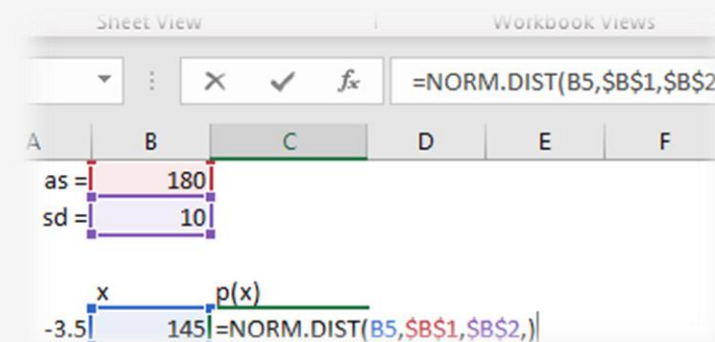 Sheet View Workbook Views
=NORM.DIST(B5,$B$1,$B$2
A B C D E F
as = 180
sd = 10
x p(x)
-3.5 145 =NORM.DIST(B5,$B$1,$B$2,)